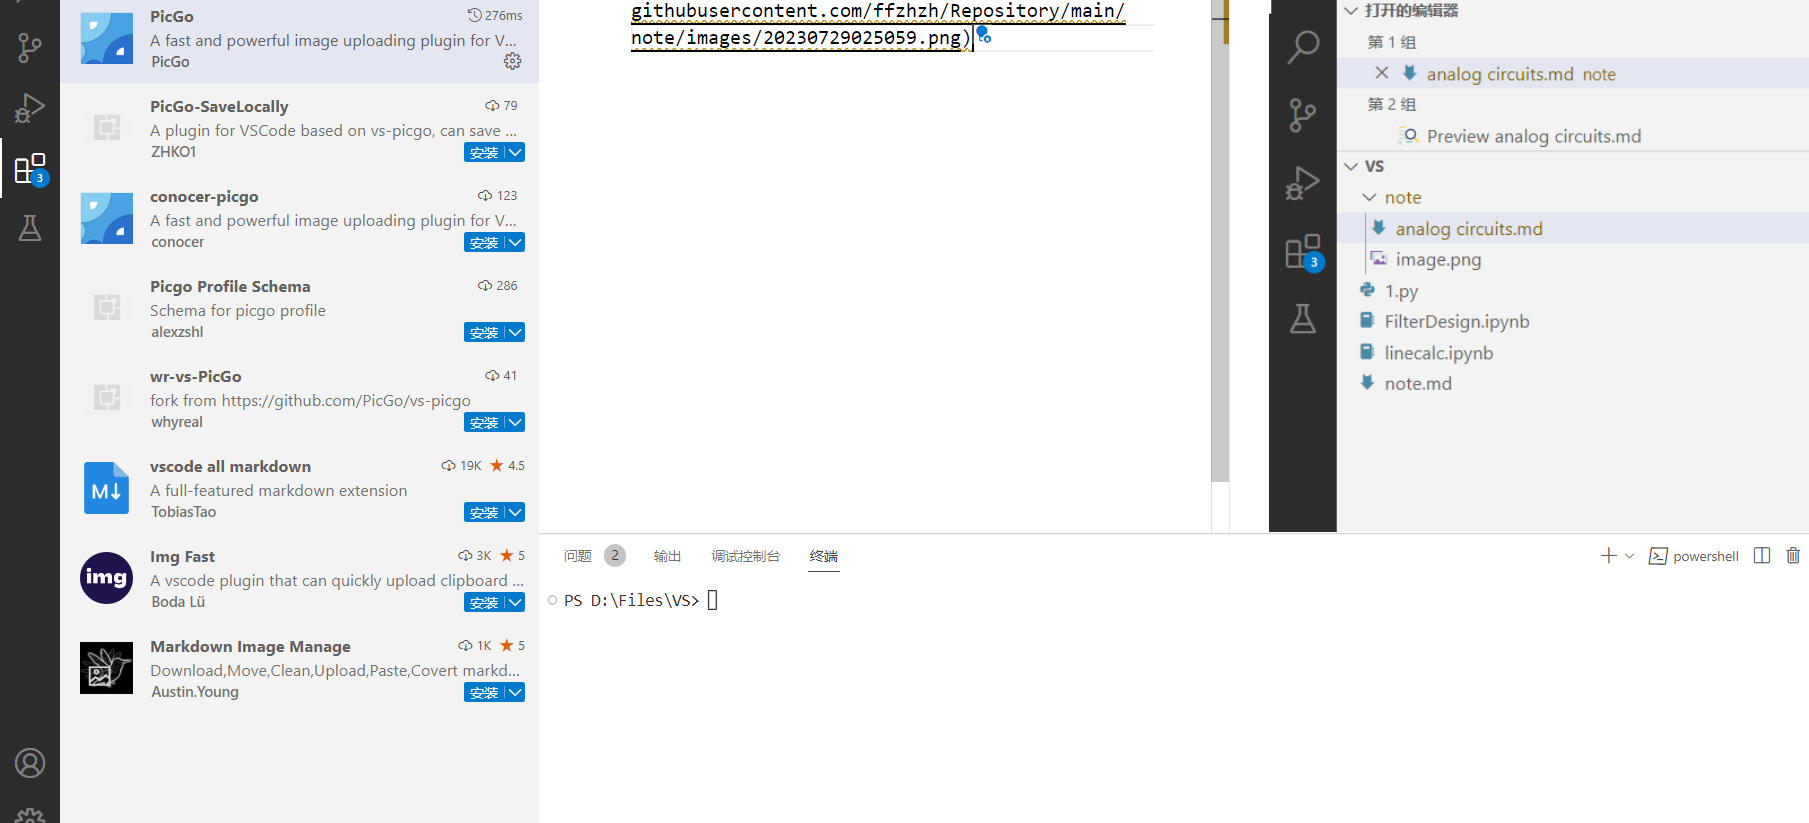 PicGo
276ms
A fast and powerful image uploading plugin for V...
PicGo
PicGo-SaveLocally
79
A plugin for VSCode based on vs-picgo, can save ...
ZHKO1
安装
conocer-picgo
123
A fast and powerful image uploading plugin for V...
conocer
安装
Picgo Profile Schema
286
Schema for picgo profile
alexzshl
安装
wr-vs-PicGo
41
fork from https://github.com/PicGo/vs-picgo
whyreal
安装
M↓
vscode all markdown
19K
4.5
A full-featured markdown extension
TobiasTao
安装
img
Img Fast
3K
5
A vscode plugin that can quickly upload clipboard ...
Boda Lü
安装
Markdown Image Manage
1K
5
Download,Move,Clean,Upload,Paste,Covert markd...
Austin.Young
安装
3
githubusercontent.com/ffzhzh/Repository/main/
note/images/20230729025059.png)
3
打开的编辑器
第 1 组
analog circuits.md note
第 2 组
Preview analog circuits.md
VS
note
analog circuits.md
image.png
1.py
FilterDesign.ipynb
linecalc.ipynb
note.md
问题 2 输出 调试控制台 终端
powershell
PS D:\Files\VS>